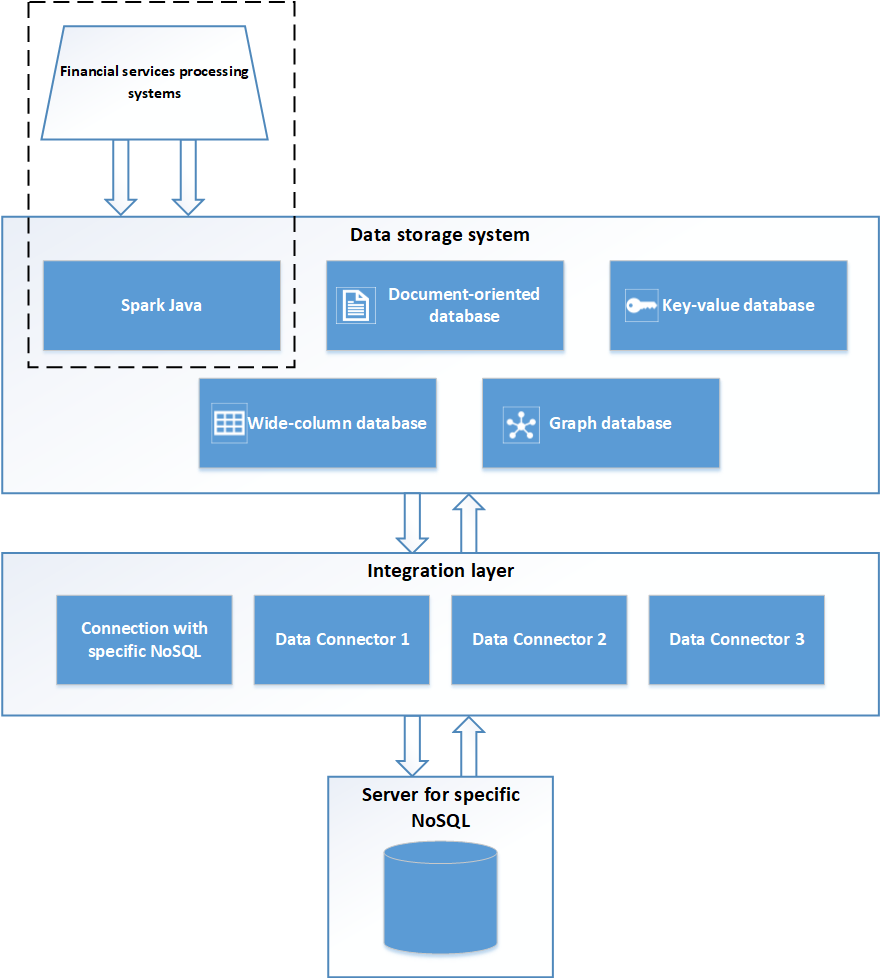 Financial services processing
systems
Data storage system
Spark Java
Document-oriented
database
Key-value database
Wide-column database
Graph database
Integration layer
Connection with
specific NoSQL
Data Connector 1
Data Connector 2
Data Connector 3
Server for specific
NoSQL